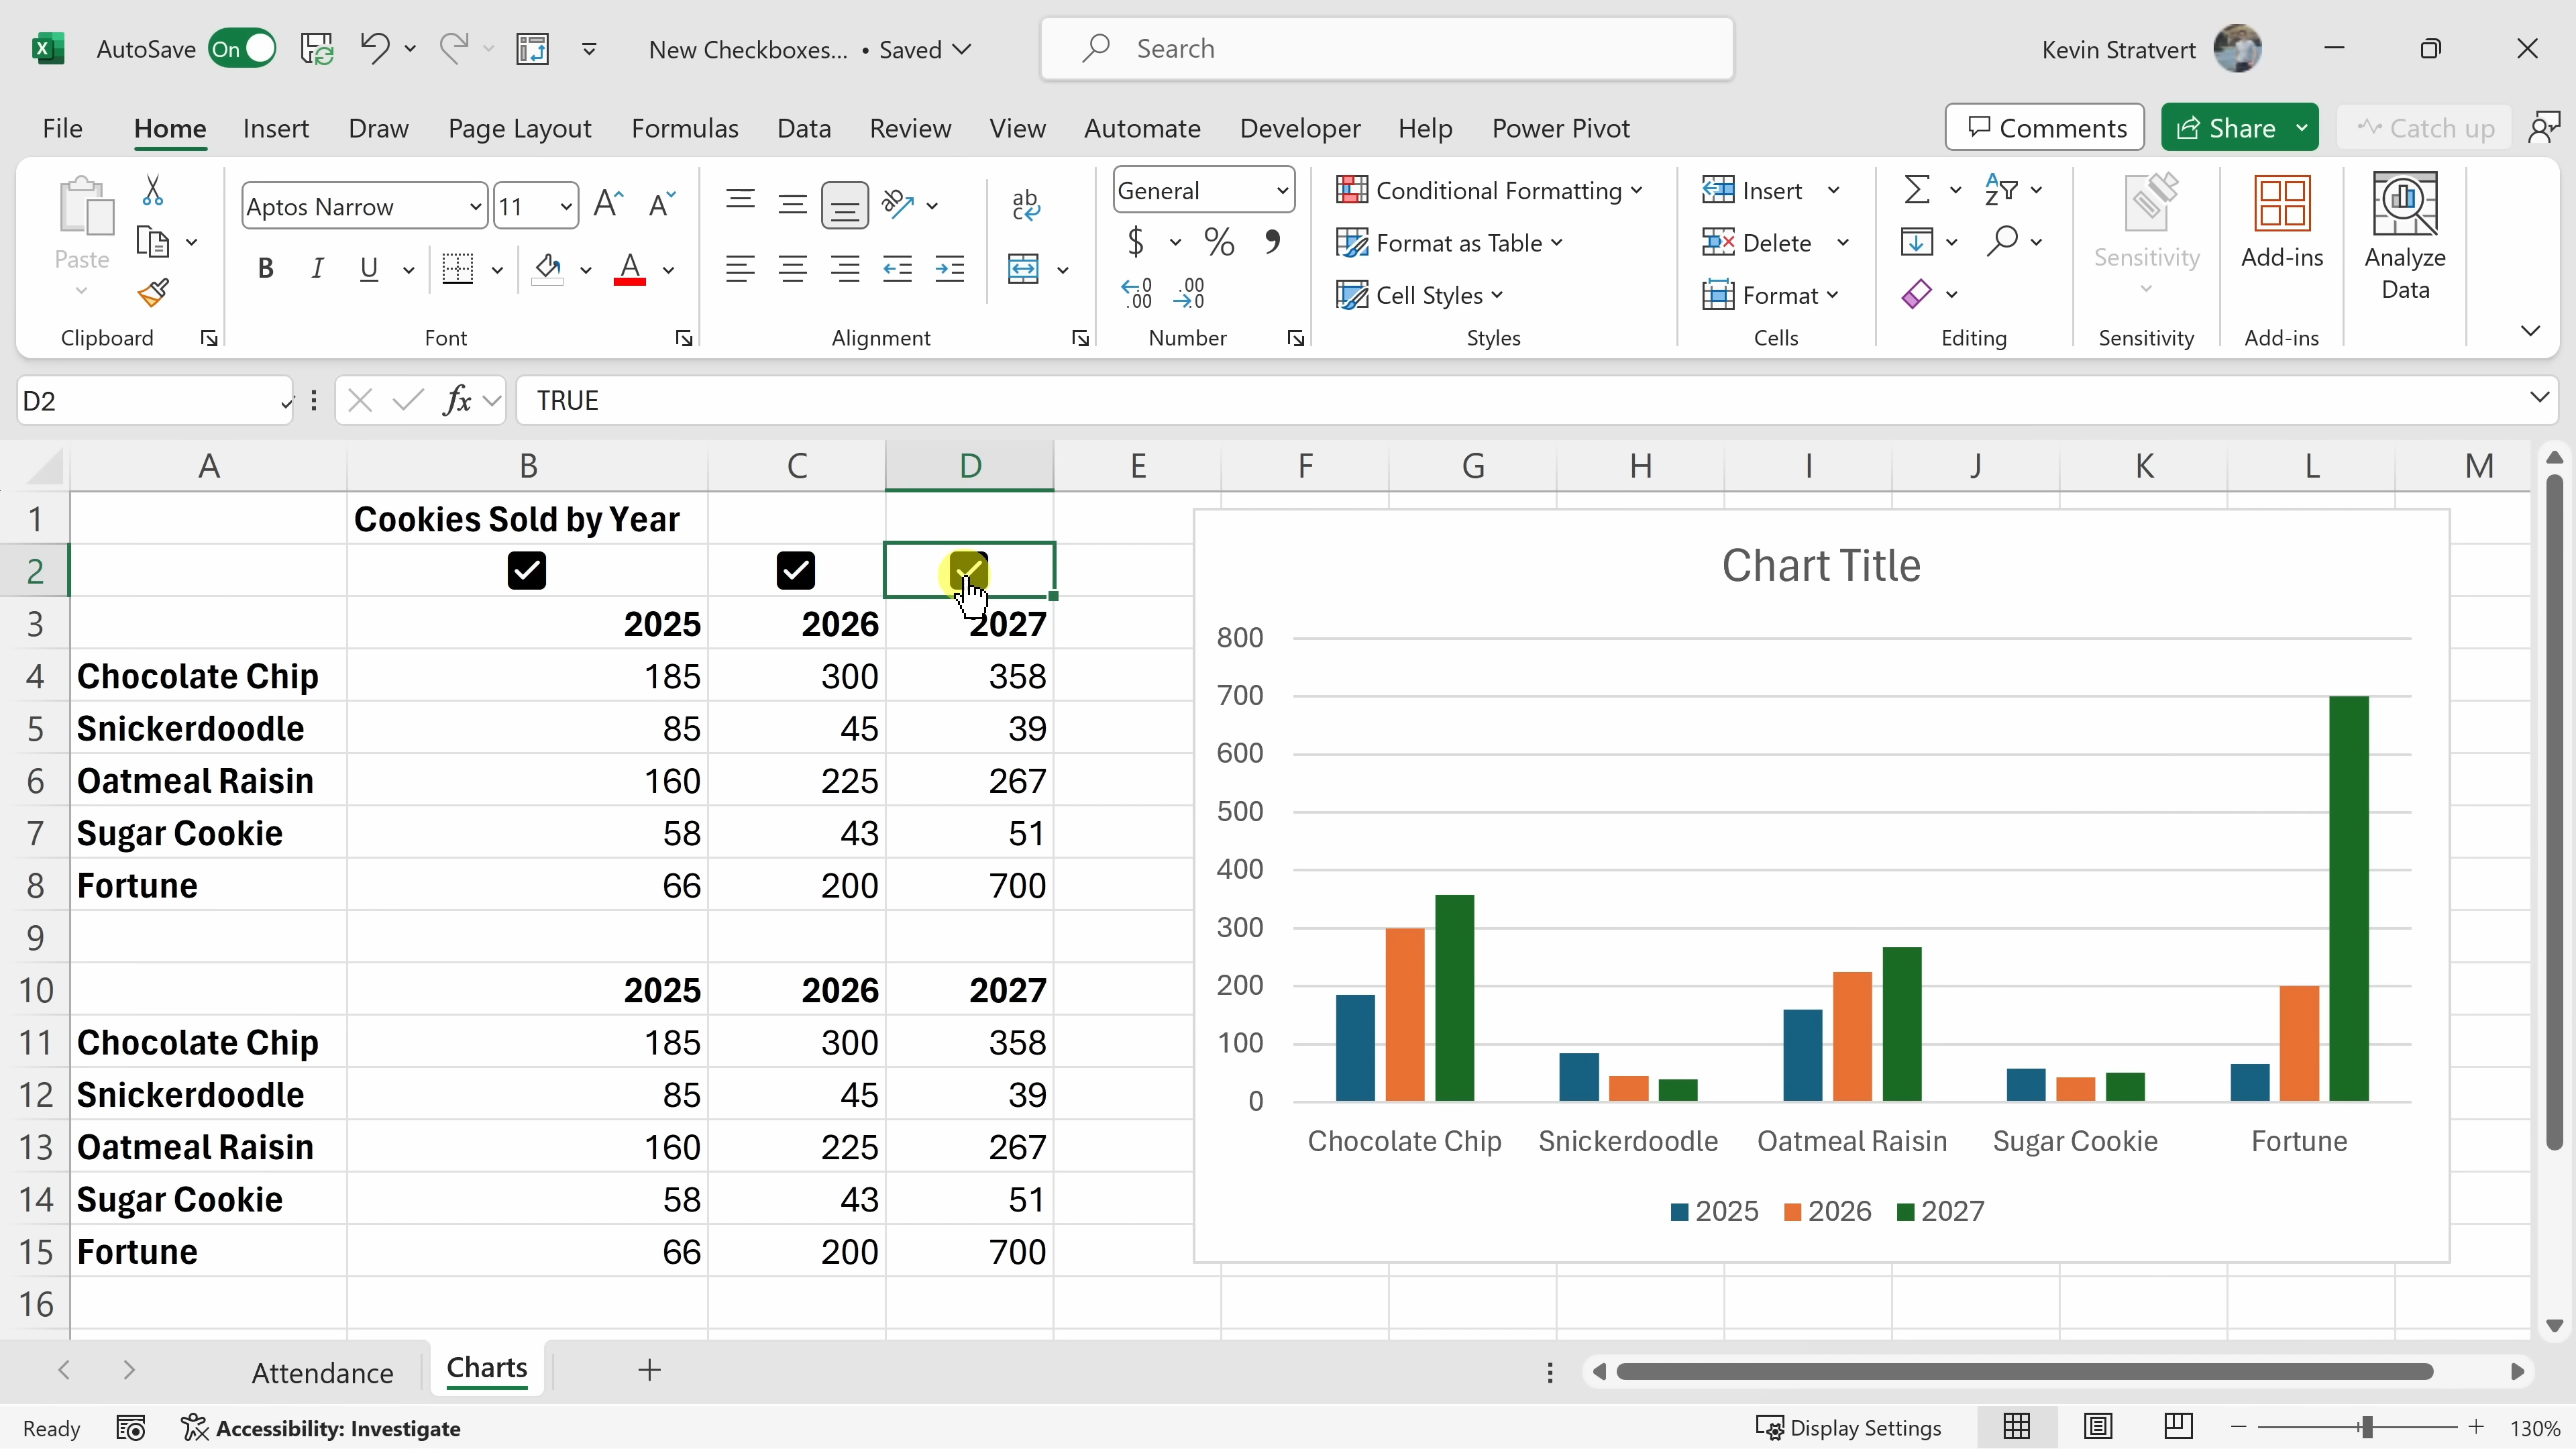 AutoSave On New Checkboxes... • Saved Search Kevin Stratvert
File Home Insert Draw Page Layout Formulas Data Review View Automate Developer Help Power Pivot Comments Share Catch up
Paste
Clipboard
Aptos Narrow 11
B I U A
Font
ab
c
Alignment
General
$ % ,
Number
Conditional Formatting
Format as Table
Cell Styles
Styles
Insert
Delete
Format
Cells
Editing
Sensitivity
Sensitivity
Add-ins
Add-ins
Analyze
Data
D2 fx TRUE
A B C D E F G H I J K L M
1 Cookies Sold by Year
2
3 2025 2026 2027
4 Chocolate Chip 185 300 358
5 Snickerdoodle 85 45 39
6 Oatmeal Raisin 160 225 267
7 Sugar Cookie 58 43 51
8 Fortune 66 200 700
9
10 2025 2026 2027
11 Chocolate Chip 185 300 358
12 Snickerdoodle 85 45 39
13 Oatmeal Raisin 160 225 267
14 Sugar Cookie 58 43 51
15 Fortune 66 200 700
16
Chart Title
800
700
600
500
400
300
200
100
0
Chocolate Chip Snickerdoodle Oatmeal Raisin Sugar Cookie Fortune
2025 2026 2027
Attendance Charts
Ready Accessibility: Investigate Display Settings 130%